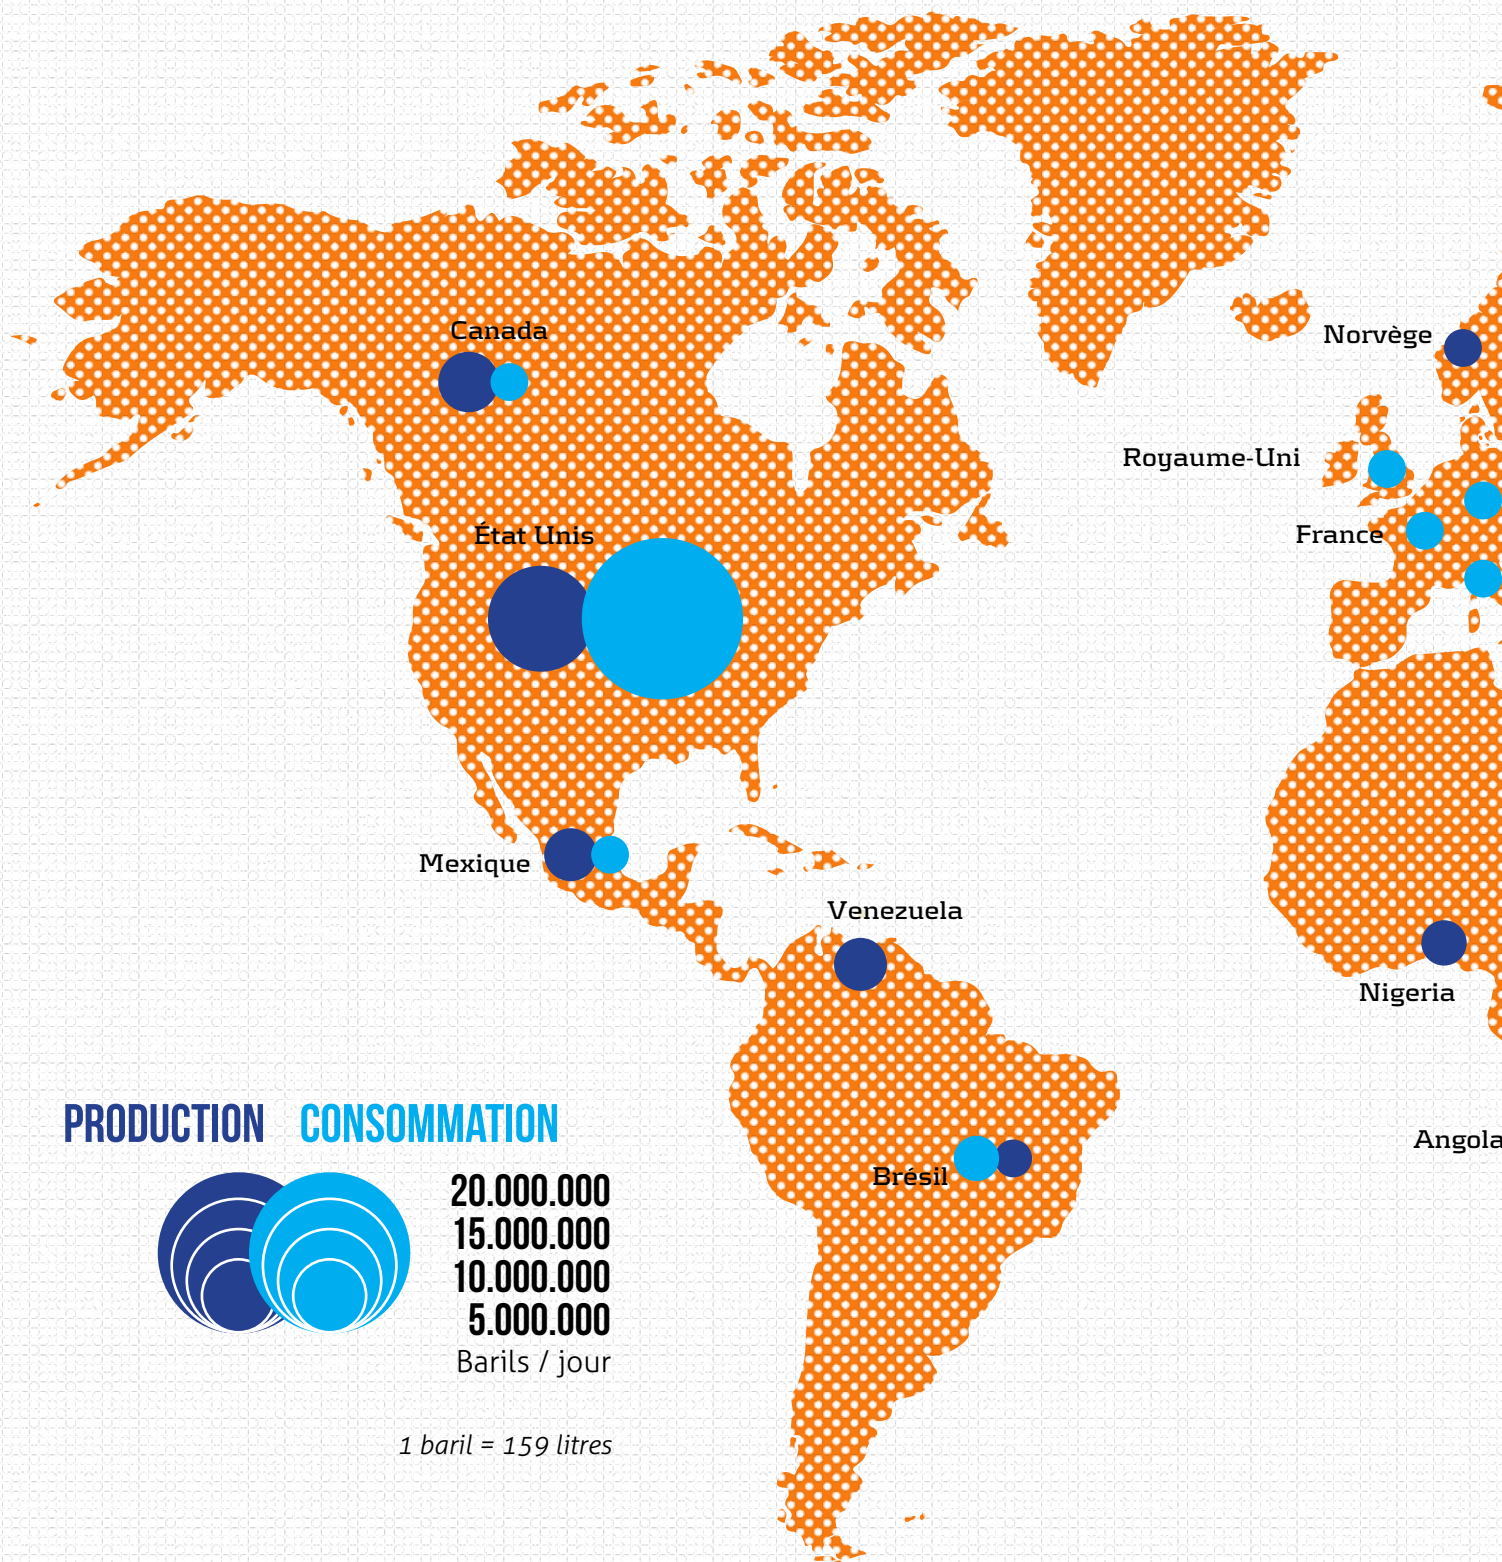 Canada
Norvège
Royaume-Uni
État Unis
France
Mexique
Venezuela
Nigeria
PRODUCTION CONSOMMATION
Angola
Brésil
20.000.000
15.000.000
10.000.000
5.000.000
Barils / jour
1 baril = 159 litres